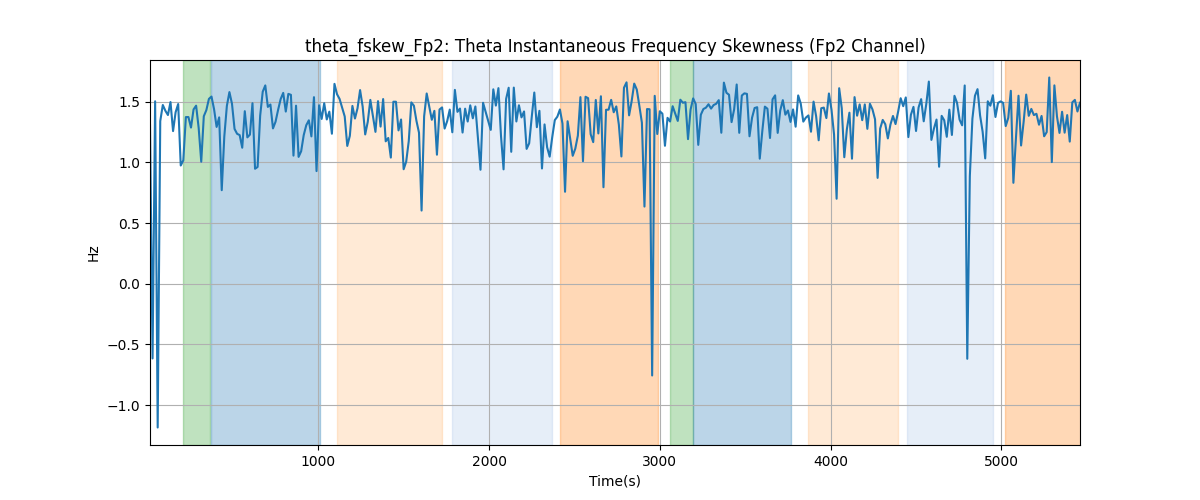 theta_fskew_Fp2: Theta Instantaneous Frequency Skewness (Fp2 Channel)
1.5
1.0
0.5
0.0
−0.5
−1.0
Hz
1000 2000 3000 4000 5000
Time(s)